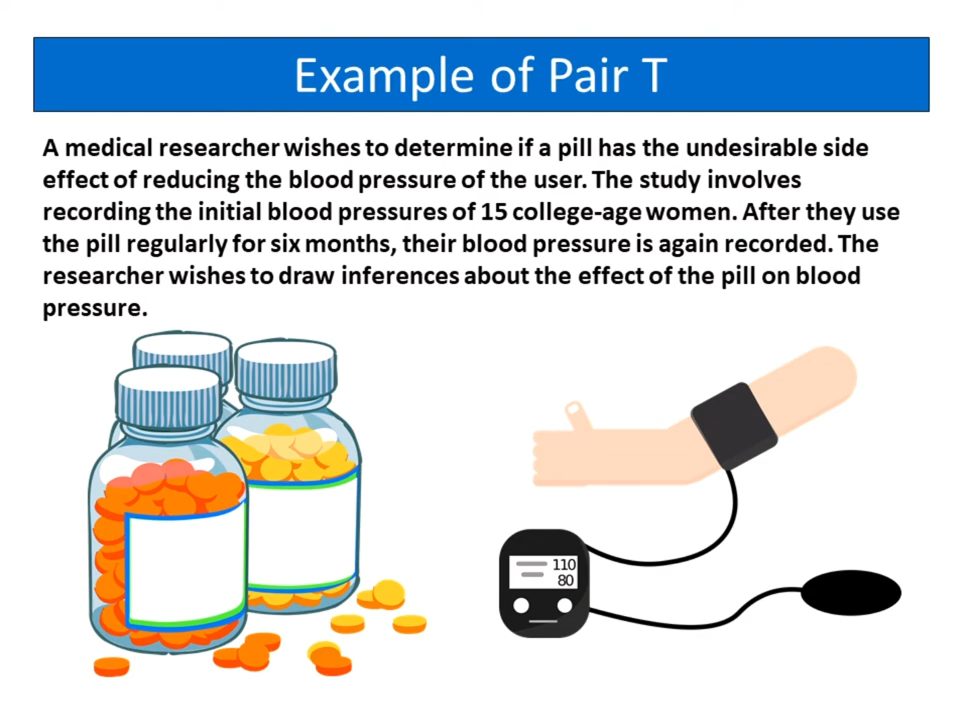 Example of Pair T
A medical researcher wishes to determine if a pill has the undesirable side
effect of reducing the blood pressure of the user. The study involves
recording the initial blood pressures of 15 college-age women. After they use
the pill regularly for six months, their blood pressure is again recorded. The
researcher wishes to draw inferences about the effect of the pill on blood
pressure.
110
80